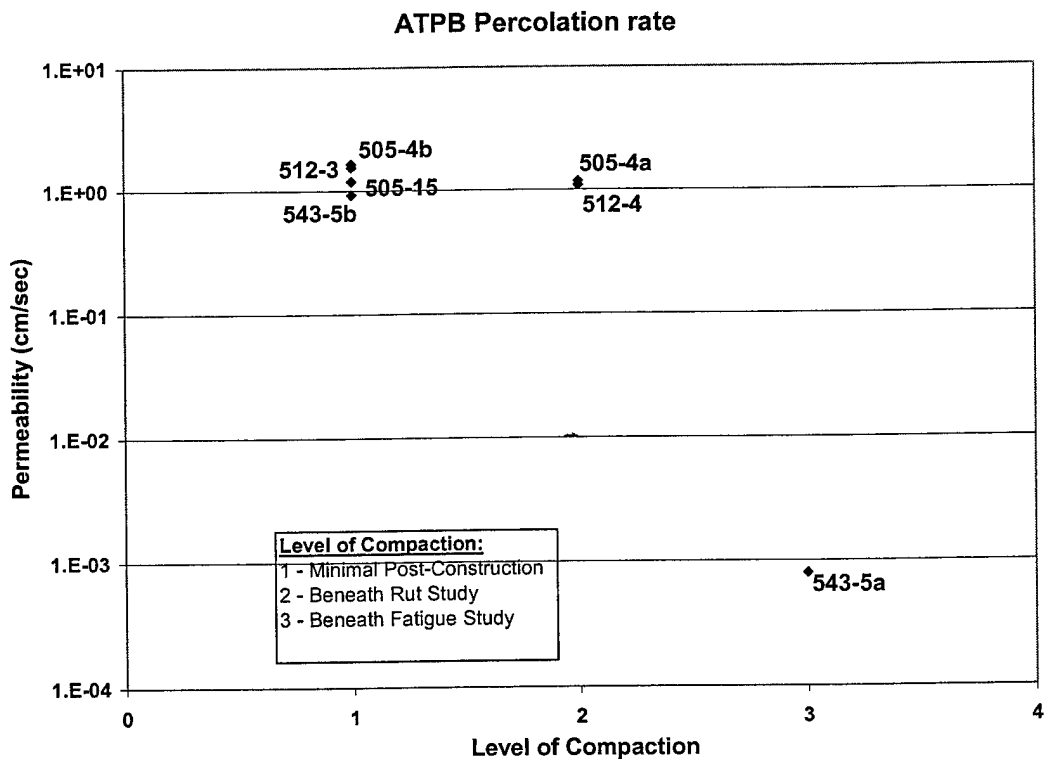 ATPB Percolation rate
1.E+01
1.E+00
1.E-01
1.E-02
1.E-03
1.E-04
Permeability (cm/sec)
505-4b
512-3
505-15
543-5b
505-4a
512-4
543-5a
Level of Compaction:
1 - Minimal Post-Construction
2 - Beneath Rut Study
3 - Beneath Fatigue Study
0 1 2 3 4
Level of Compaction